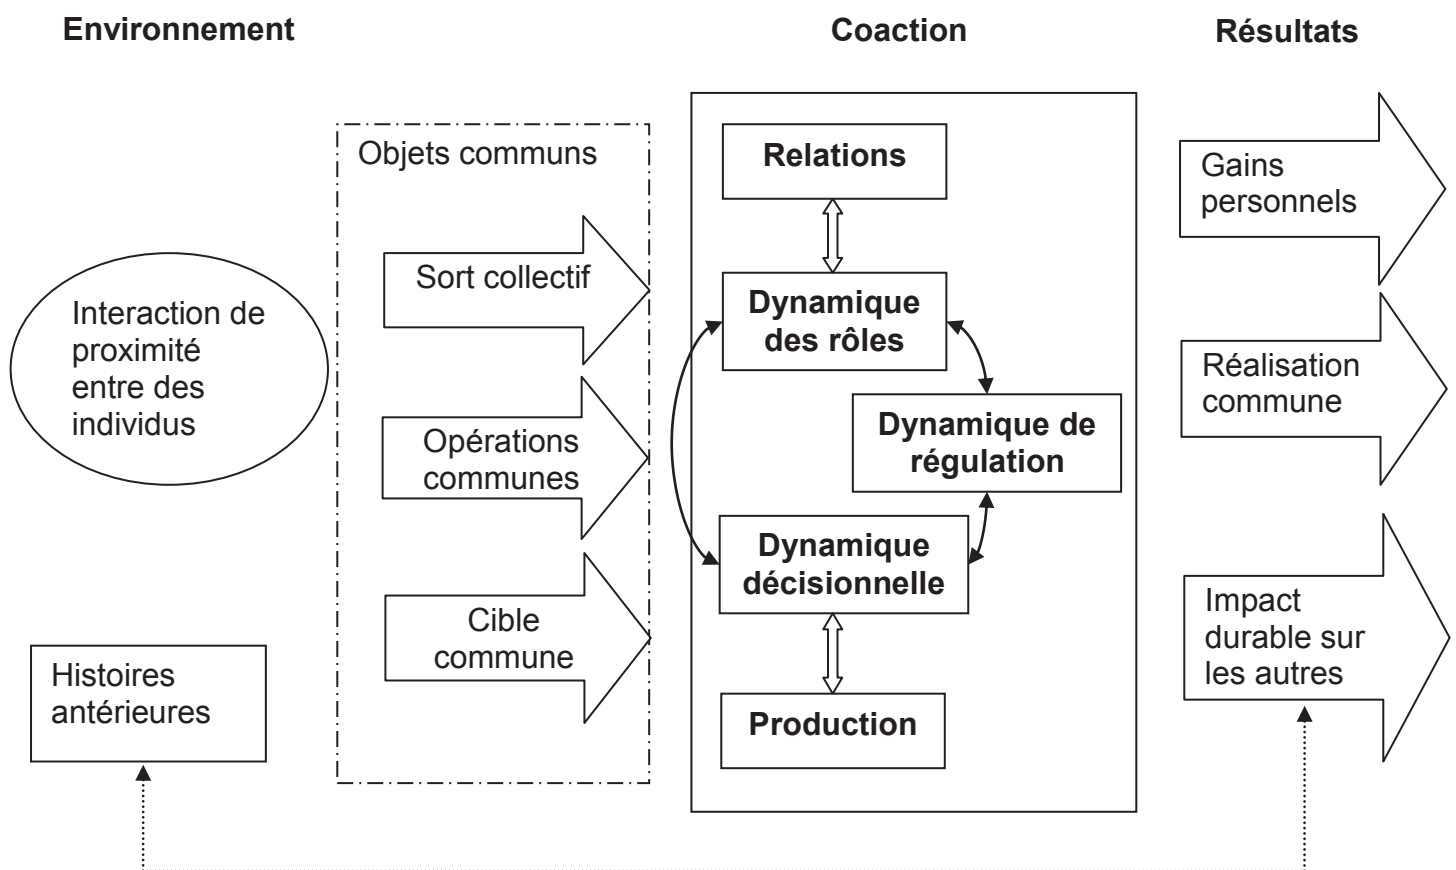 Environnement
Coaction
Résultats
Objets communs
Interaction de
proximité
entre des
individus
Histoires
antérieures
Sort collectif
Opérations
communes
Cible
commune
Relations
Dynamique
des rôles
Dynamique de
régulation
Dynamique
décisionnelle
Production
Gains
personnels
Réalisation
commune
Impact
durable sur
les autres